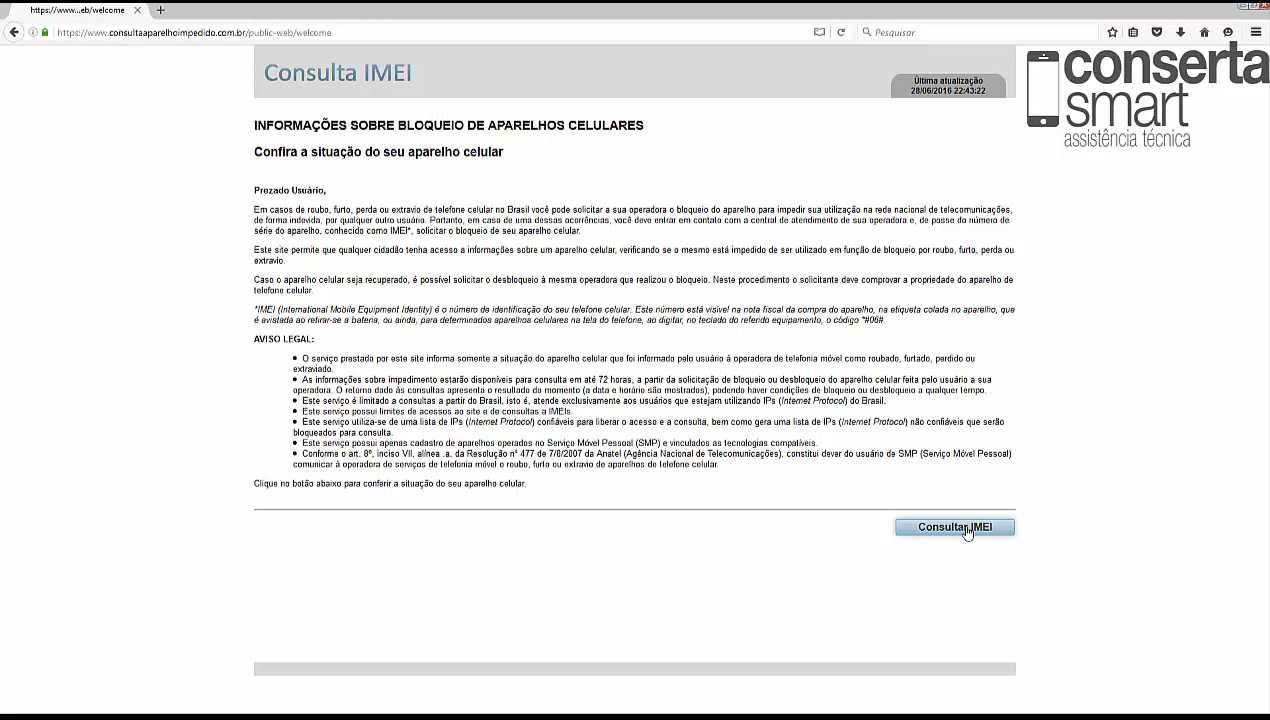 https://www...eb/welcome
https://www.consultaaparelhoimpedido.com.br/public-web/welcome
Pesquisar
conserta
smart
assistência técnica
Consulta IMEI
Última atualização
28/06/2016 22:43:22
INFORMAÇÕES SOBRE BLOQUEIO DE APARELHOS CELULARES
Confira a situação do seu aparelho celular
Prezado Usuário,
Em casos de roubo, furto, perda ou extravio de telefone celular no Brasil você pode solicitar a sua operadora o bloqueio do aparelho para impedir sua utilização na rede nacional de telecomunicações,
de forma indevida, por qualquer outro usuário. Portanto, em caso de uma dessas ocorrências, você deve entrar em contato com a central de atendimento de sua operadora e, de posse do número de
série do aparelho, conhecido como IMEI*, solicitar o bloqueio de seu aparelho celular.
Este site permite que qualquer cidadão tenha acesso a informações sobre um aparelho celular, verificando se o mesmo está impedido de ser utilizado em função de bloqueio por roubo, furto, perda ou
extravio.
Caso o aparelho celular seja recuperado, é possível solicitar o desbloqueio à mesma operadora que realizou o bloqueio. Neste procedimento o solicitante deve comprovar a propriedade do aparelho de
telefone celular.
*IMEI (International Mobile Equipment Identity) é o número de identificação do seu telefone celular. Este número está visível na nota fiscal da compra do aparelho, na etiqueta colada no aparelho, que
é avistada ao retirar-se a bateria, ou ainda, para determinados aparelhos celulares na tela do telefone, ao digitar, no teclado do referido equipamento, o código *#06#.
AVISO LEGAL:
• O serviço prestado por este site informa somente a situação do aparelho celular que foi informado pelo usuário à operadora de telefonia móvel como roubado, furtado, perdido ou
extraviado.
• As informações sobre impedimento estarão disponíveis para consulta em até 72 horas, a partir da solicitação de bloqueio ou desbloqueio do aparelho celular feita pelo usuário a sua
operadora. O retorno dado às consultas apresenta o resultado do momento (a data e horário são mostrados), podendo haver condições de bloqueio ou desbloqueio a qualquer tempo.
• Este serviço é limitado a consultas a partir do Brasil, isto é, atende exclusivamente aos usuários que estejam utilizando IPs (Internet Protocol) do Brasil.
• Este serviço possui limites de acessos ao site e de consultas a IMEIs.
• Este serviço utiliza-se de uma lista de IPs (Internet Protocol) confiáveis para liberar o acesso e a consulta, bem como gera uma lista de IPs (Internet Protocol) não confiáveis que serão
bloqueados para consulta.
• Este serviço possui apenas cadastro de aparelhos operados no Serviço Móvel Pessoal (SMP) e vinculados as tecnologias compatíveis.
• Conforme o art. 8º, inciso VII, alínea .a. da Resolução n° 477 de 7/8/2007 da Anatel (Agência Nacional de Telecomunicações), constitui dever do usuário de SMP (Serviço Móvel Pessoal)
comunicar à operadora de serviços de telefonia móvel o roubo, furto ou extravio de aparelhos de telefone celular.
Clique no botão abaixo para conferir a situação do seu aparelho celular.
Consultar IMEI